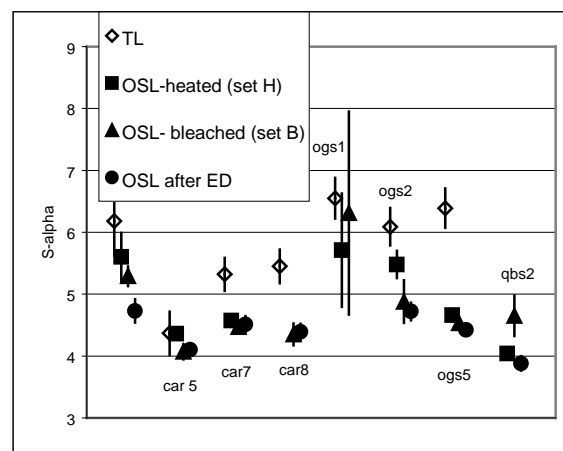 9
8
7
6
5
4
3
S-alpha
TL
OSL-heated (set H)
OSL- bleached (set B)
OSL after ED
ogs1
ogs2
qbs2
car 5
car7
car8
ogs5